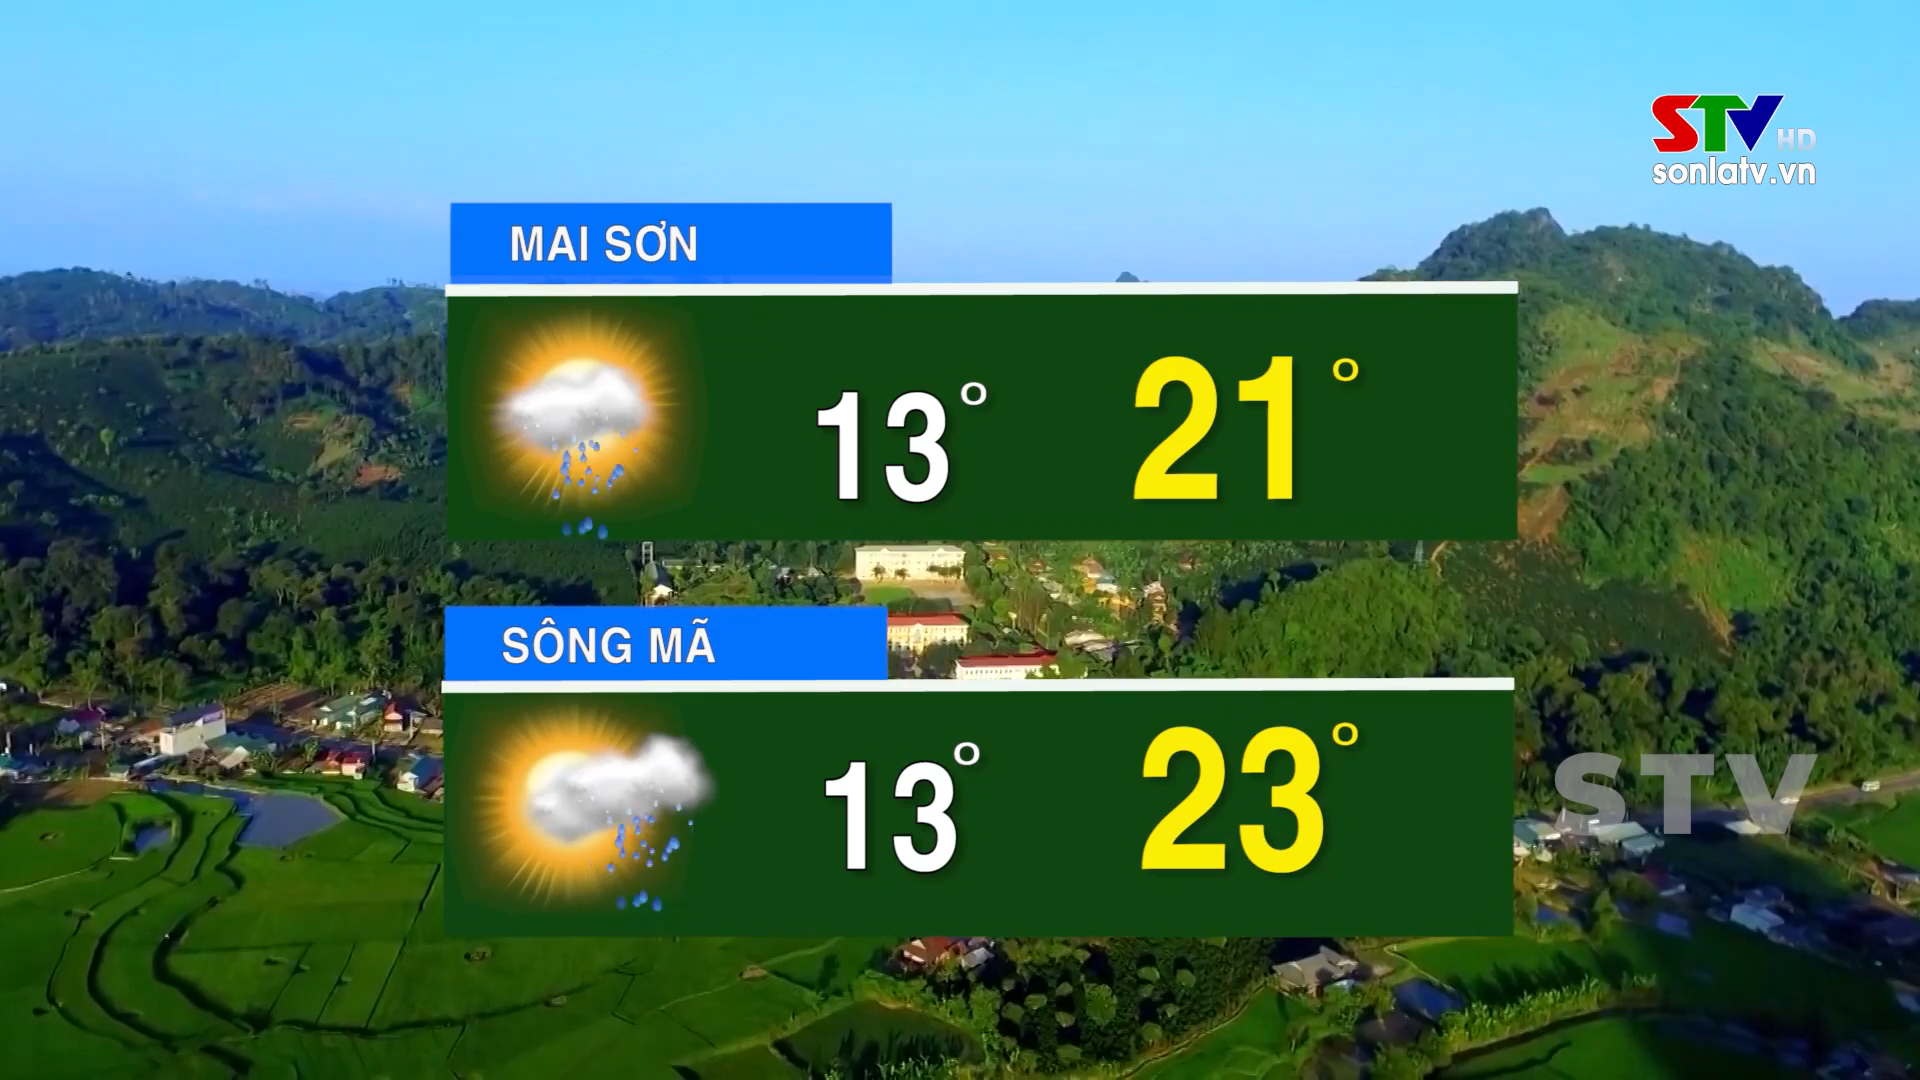 STV HD
sonlatv.vn
MAI SƠN
13° 21°
SÔNG MÃ
13° 23°
STV